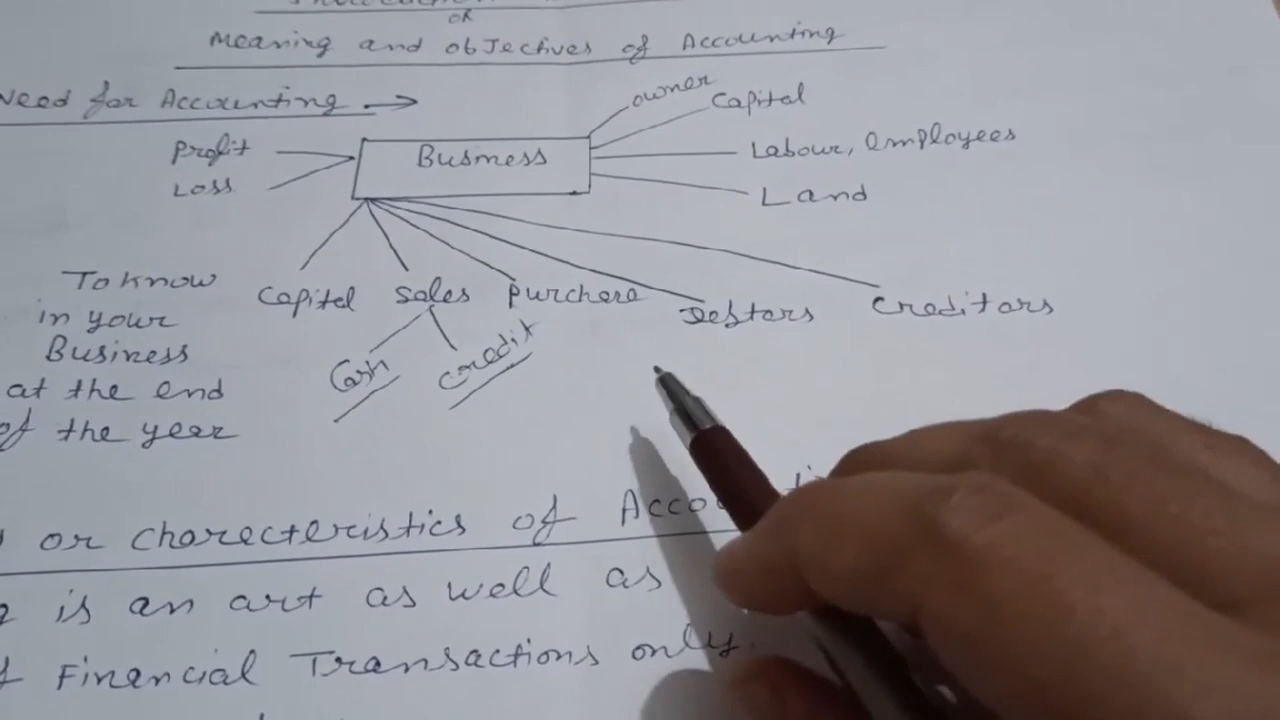 or
Meaning and objectives of Accounting
Need for Accounting →
owner
Capital
Profit
Business
Labour, employees
Loss
Land
To know
in your
Business
at the end
of the year
Capital Sales Purchase Debtors Creditors
Cash Credit
or charecteristics of
is an art as well as
Financial Transactions only.